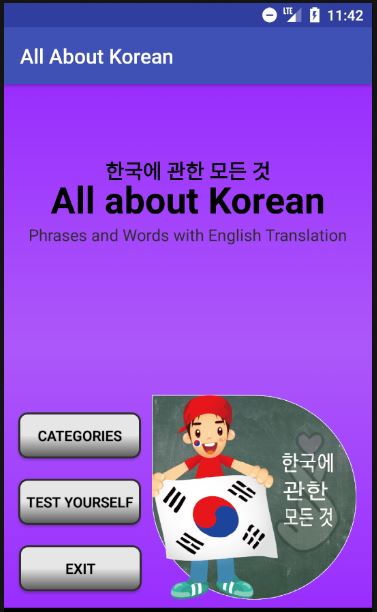 LTE 11:42
All About Korean
한국에 관한 모든 것
All about Korean
Phrases and Words with English Translation
CATEGORIES
TEST YOURSELF
EXIT
한국에
관한
모든 것